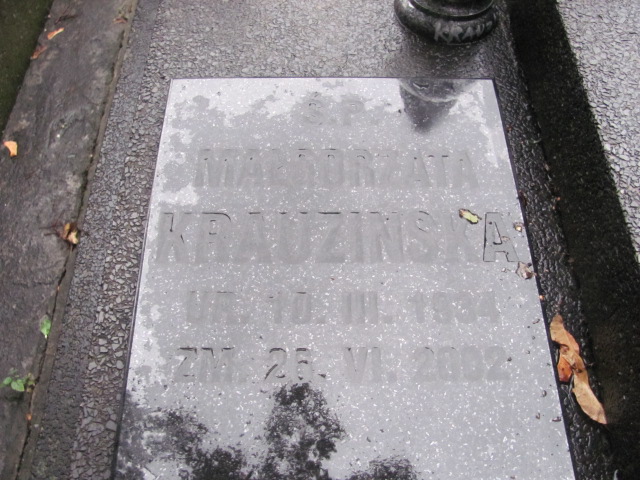 Ś.P.
MAŁGORZATA
KRAUZIŃSKA
UR. 10. III. 1934
ZM. 26. VI. 2002